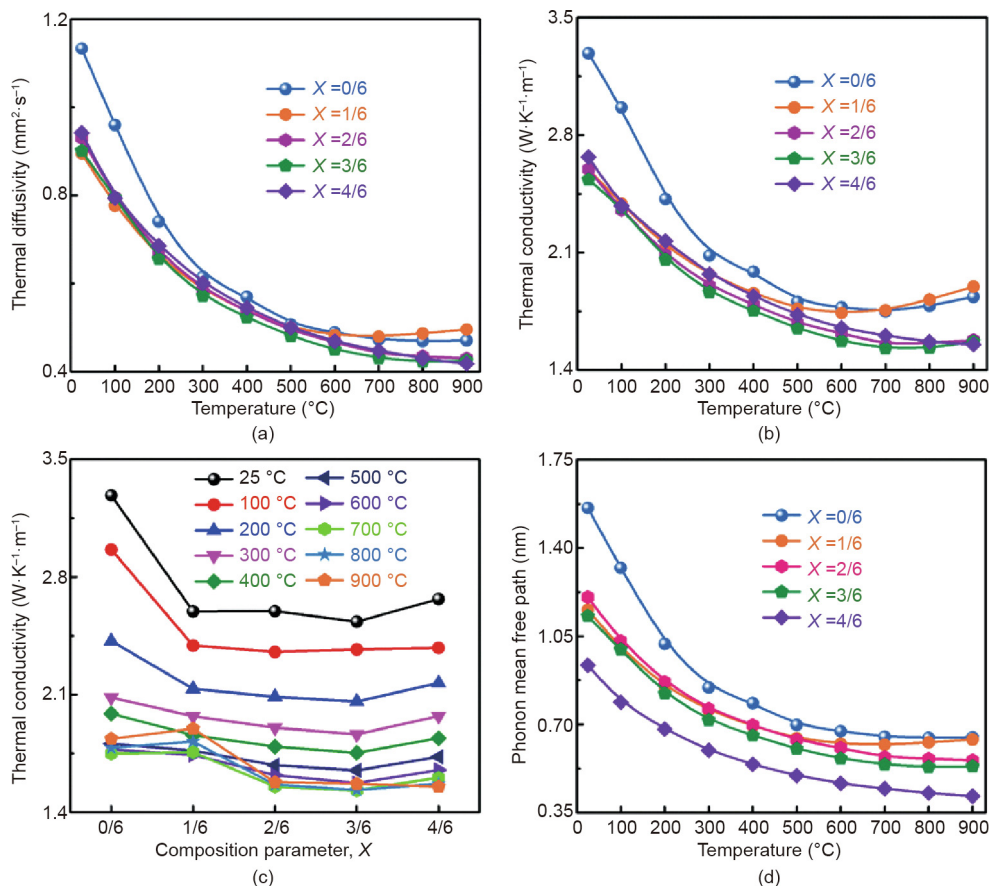 1.2
0.8
0.4
Thermal diffusivity (mm²·s⁻¹)
X =0/6
X =1/6
X =2/6
X =3/6
X =4/6
0 100 200 300 400 500 600 700 800 900
Temperature (°C)
(a)
3.5
2.8
2.1
1.4
Thermal conductivity (W·K⁻¹·m⁻¹)
X =0/6
X =1/6
X =2/6
X =3/6
X =4/6
0 100 200 300 400 500 600 700 800 900
Temperature (°C)
(b)
3.5
2.8
2.1
1.4
Thermal conductivity (W·K⁻¹·m⁻¹)
25 °C 500 °C
100 °C 600 °C
200 °C 700 °C
300 °C 800 °C
400 °C 900 °C
0/6 1/6 2/6 3/6 4/6
Composition parameter, X
(c)
1.75
1.40
1.05
0.70
0.35
Phonon mean free path (nm)
X =0/6
X =1/6
X =2/6
X =3/6
X =4/6
0 100 200 300 400 500 600 700 800 900
Temperature (°C)
(d)